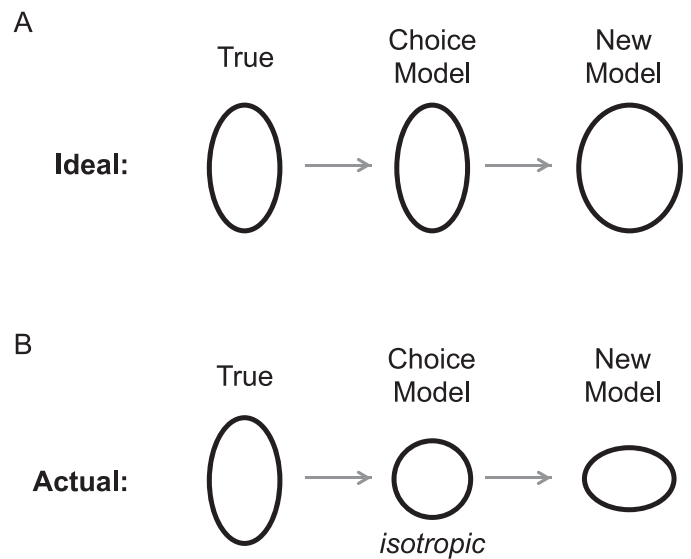 A
True
Choice
Model
New
Model
Ideal:
B
True
Choice
Model
New
Model
Actual:
isotropic